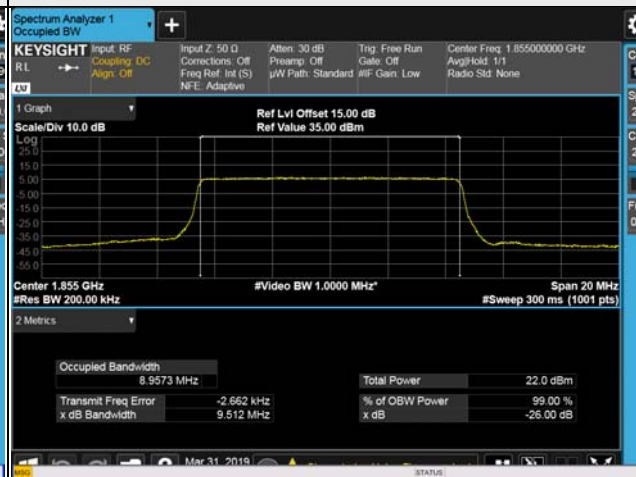 Spectrum Analyzer 1
Occupied BW
KEYSIGHT Input: RF Input Z: 50 Ω Atten: 30 dB Trig: Free Run Center Freq: 1.855000000 GHz
RL Coupling: DC Corrections: Off Preamp: Off Gate: Off Avg|Hold: 1/1
Align: Off Freq Ref: Int (S) µW Path: Standard #IF Gain: Low Radio Std: None
LXI NFE: Adaptive
1 Graph
Ref Lvl Offset 15.00 dB
Scale/Div 10.0 dB Ref Value 35.00 dBm
Log
25.0
15.0
5.00
-5.00
-15.0
-25.0
-35.0
-45.0
-55.0
Center 1.855 GHz #Video BW 1.0000 MHz* Span 20 MHz
#Res BW 200.00 kHz #Sweep 300 ms (1001 pts)
2 Metrics
Occupied Bandwidth
8.9573 MHz Total Power 22.0 dBm
Transmit Freq Error -2.662 kHz % of OBW Power 99.00 %
x dB Bandwidth 9.512 MHz x dB -26.00 dB
Mar 31, 2019
MSG STATUS